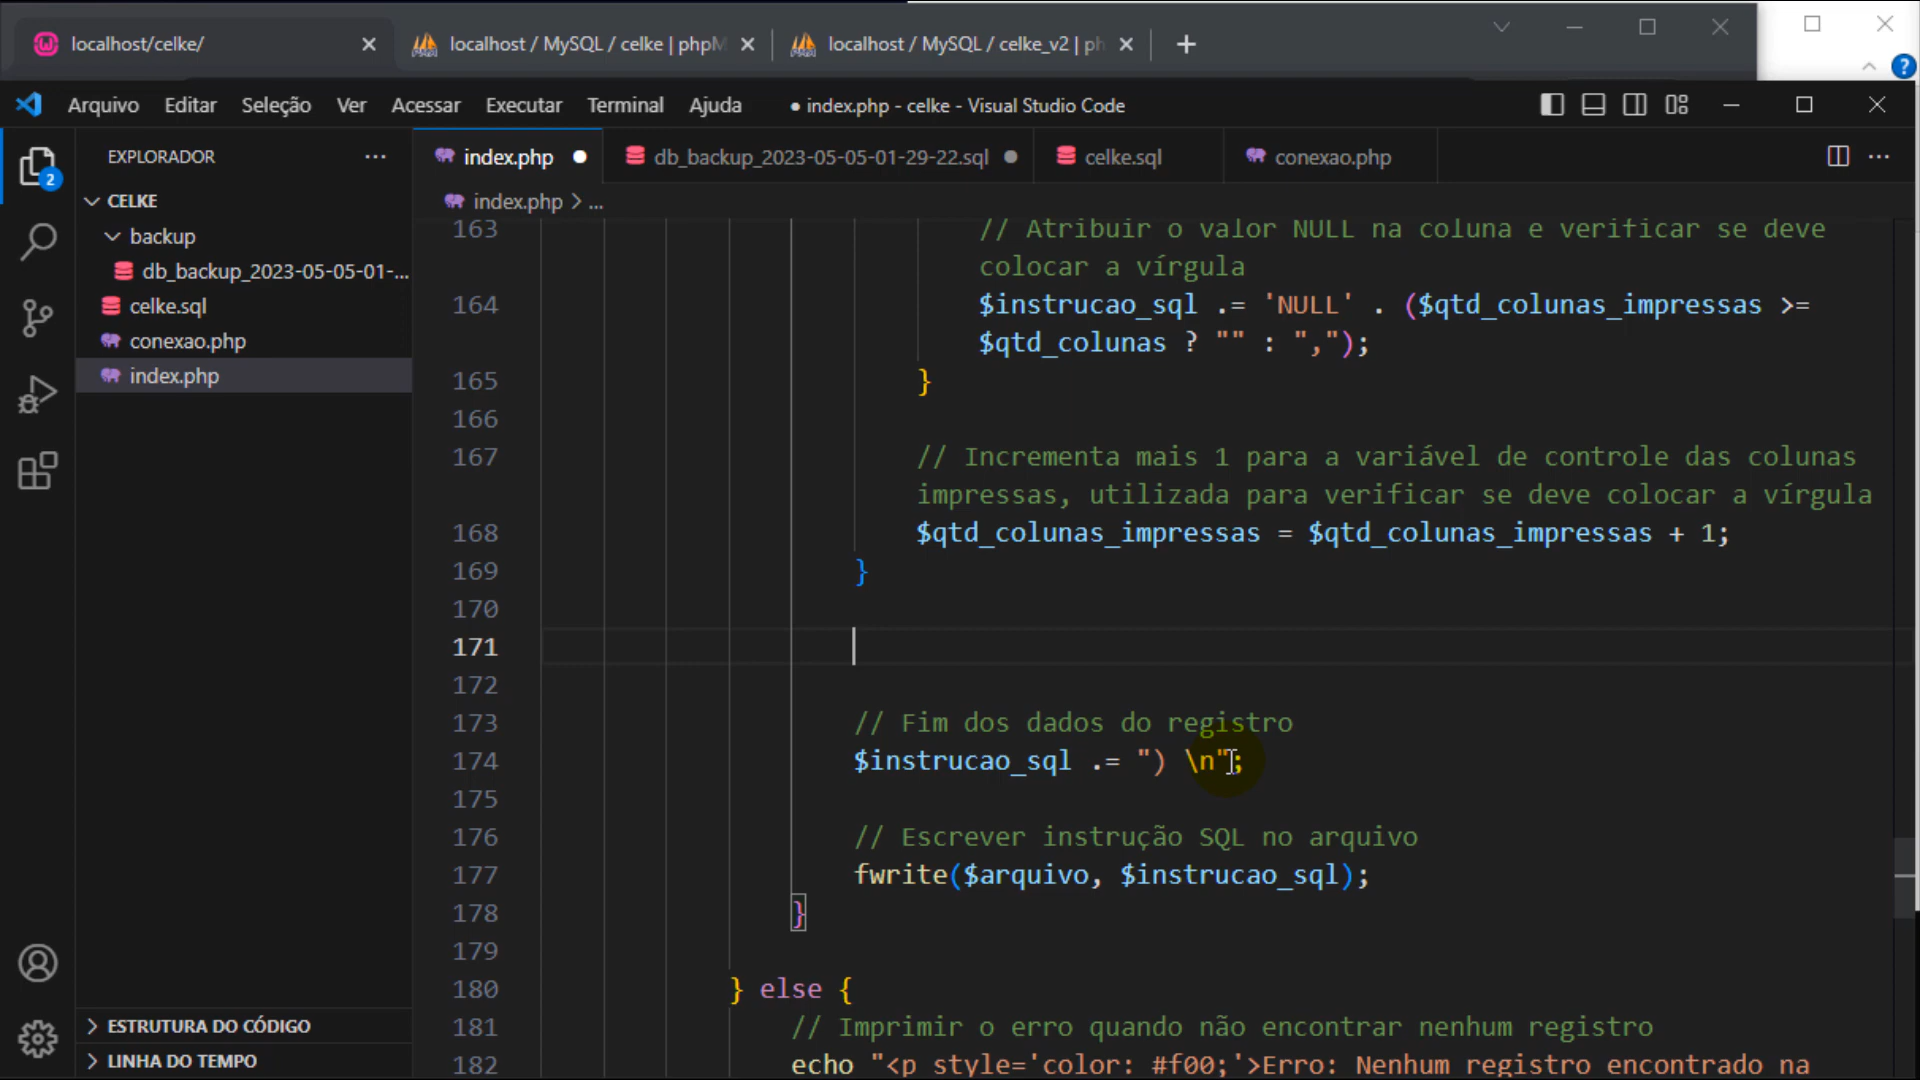 localhost/celke/
localhost / MySQL / celke | phpM
localhost / MySQL / celke_v2 | ph
Arquivo Editar Seleção Ver Acessar Executar Terminal Ajuda
● index.php - celke - Visual Studio Code
EXPLORADOR
CELKE
backup
db_backup_2023-05-05-01-...
celke.sql
conexao.php
index.php
ESTRUTURA DO CÓDIGO
LINHA DO TEMPO
2
index.php
db_backup_2023-05-05-01-29-22.sql
celke.sql
conexao.php
index.php > ...
163 // Atribuir o valor NULL na coluna e verificar se deve
colocar a vírgula
164 $instrucao_sql .= 'NULL' . ($qtd_colunas_impressas >=
$qtd_colunas ? "" : ",");
165 }
166
167 // Incrementa mais 1 para a variável de controle das colunas
impressas, utilizada para verificar se deve colocar a vírgula
168 $qtd_colunas_impressas = $qtd_colunas_impressas + 1;
169 }
170
171
172
173 // Fim dos dados do registro
174 $instrucao_sql .= ") \n";
175
176 // Escrever instrução SQL no arquivo
177 fwrite($arquivo, $instrucao_sql);
178 }
179
180 } else {
181 // Imprimir o erro quando não encontrar nenhum registro
182 echo "<p style='color: #f00;'>Erro: Nenhum registro encontrado na